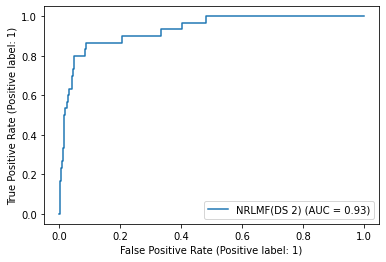 True Positive Rate (Positive label: 1)
1.0
0.8
0.6
0.4
0.2
0.0
NRLMF(DS 2) (AUC = 0.93)
0.0 0.2 0.4 0.6 0.8 1.0
False Positive Rate (Positive label: 1)